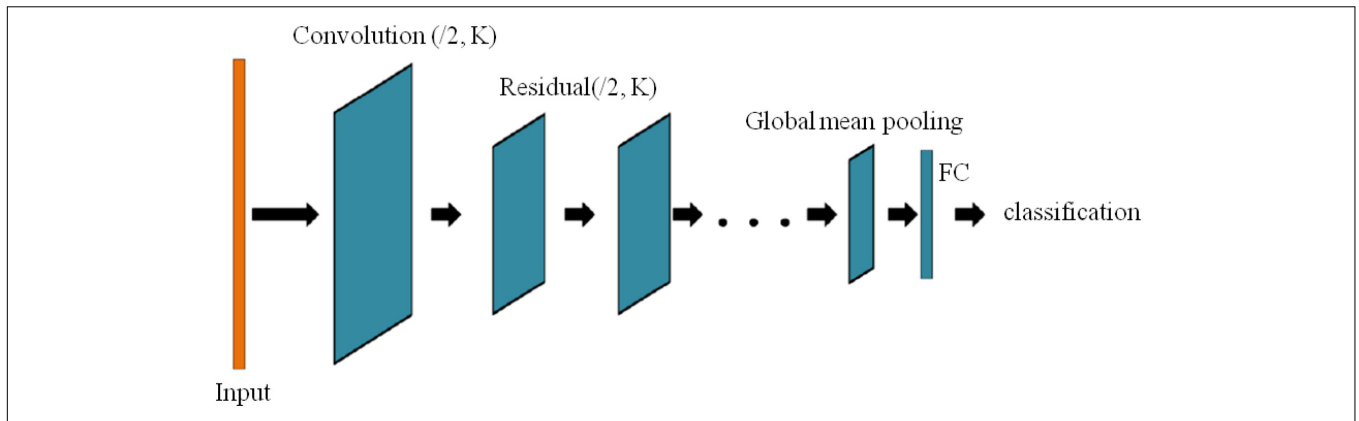 Convolution (/2, K)
Residual(/2, K)
Global mean pooling
FC
classification
Input